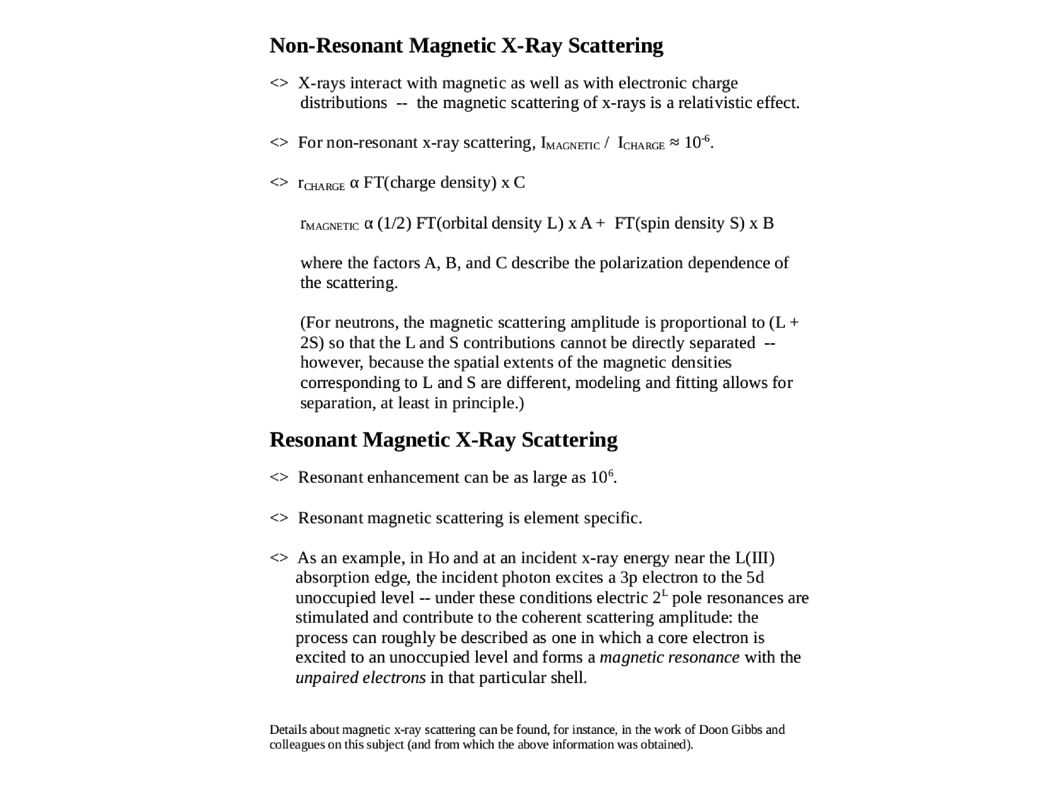 Non-Resonant Magnetic X-Ray Scattering
<> X-rays interact with magnetic as well as with electronic charge
distributions -- the magnetic scattering of x-rays is a relativistic effect.
<> For non-resonant x-ray scattering, I_MAGNETIC / I_CHARGE ≈ 10^-6.
<> r_CHARGE α FT(charge density) x C
r_MAGNETIC α (1/2) FT(orbital density L) x A + FT(spin density S) x B
where the factors A, B, and C describe the polarization dependence of
the scattering.
(For neutrons, the magnetic scattering amplitude is proportional to (L +
2S) so that the L and S contributions cannot be directly separated --
however, because the spatial extents of the magnetic densities
corresponding to L and S are different, modeling and fitting allows for
separation, at least in principle.)
Resonant Magnetic X-Ray Scattering
<> Resonant enhancement can be as large as 10^6.
<> Resonant magnetic scattering is element specific.
<> As an example, in Ho and at an incident x-ray energy near the L(III)
absorption edge, the incident photon excites a 3p electron to the 5d
unoccupied level -- under these conditions electric 2^L pole resonances are
stimulated and contribute to the coherent scattering amplitude: the
process can roughly be described as one in which a core electron is
excited to an unoccupied level and forms a magnetic resonance with the
unpaired electrons in that particular shell.
Details about magnetic x-ray scattering can be found, for instance, in the work of Doon Gibbs and
colleagues on this subject (and from which the above information was obtained).